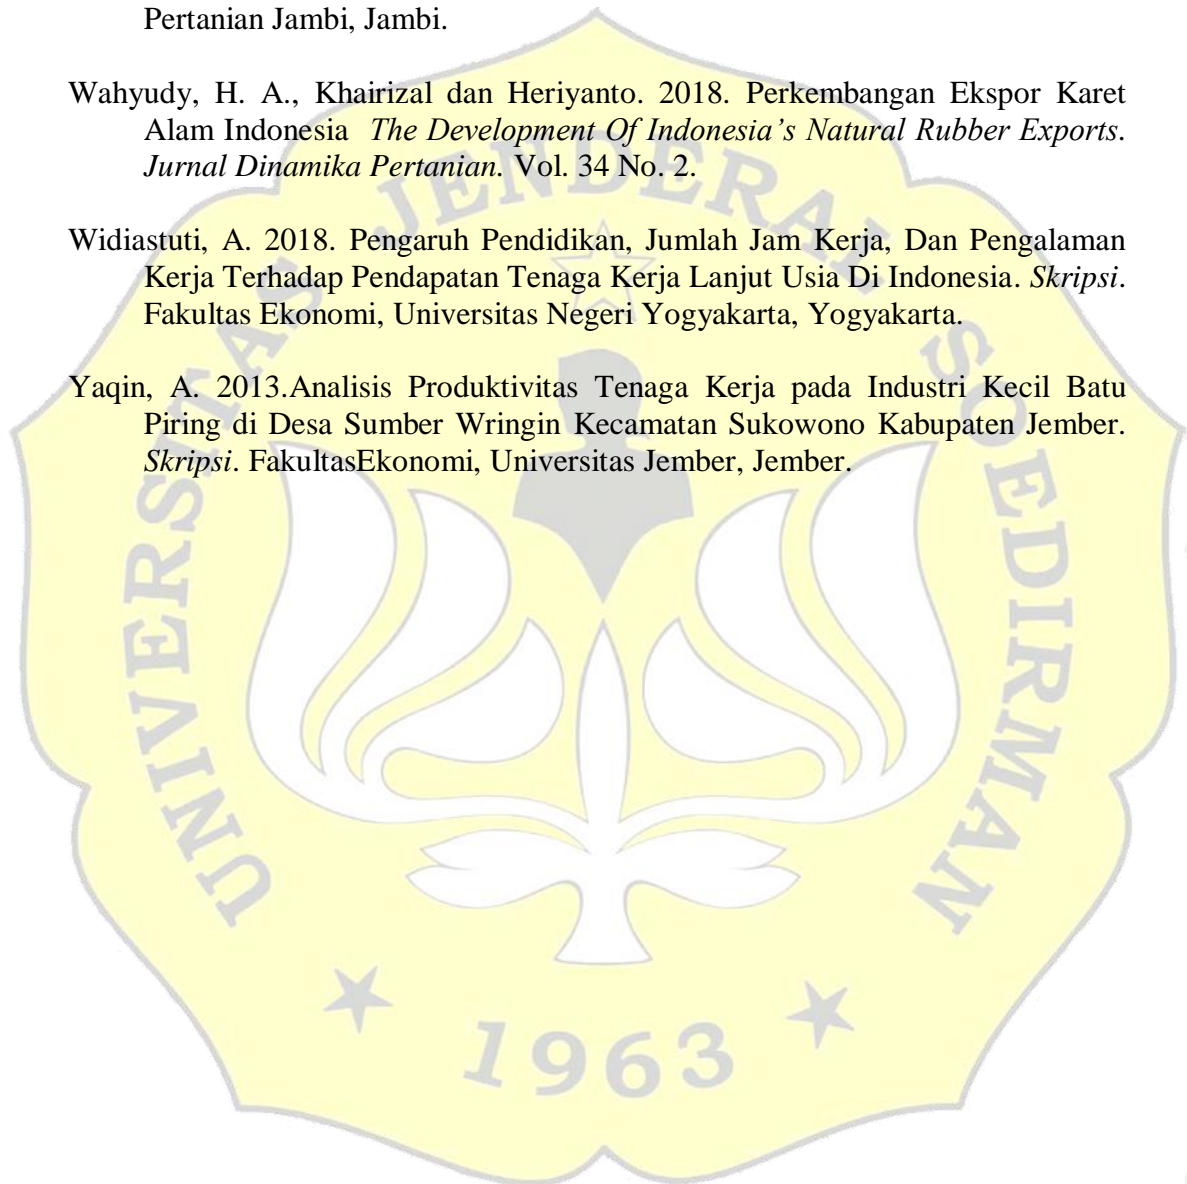 Pertanian Jambi, Jambi.
Wahyudy, H. A., Khairizal dan Heriyanto. 2018. Perkembangan Ekspor Karet
Alam Indonesia The Development Of Indonesia’s Natural Rubber Exports.
Jurnal Dinamika Pertanian. Vol. 34 No. 2.
Widiastuti, A. 2018. Pengaruh Pendidikan, Jumlah Jam Kerja, Dan Pengalaman
Kerja Terhadap Pendapatan Tenaga Kerja Lanjut Usia Di Indonesia. Skripsi.
Fakultas Ekonomi, Universitas Negeri Yogyakarta, Yogyakarta.
Yaqin, A. 2013.Analisis Produktivitas Tenaga Kerja pada Industri Kecil Batu
Piring di Desa Sumber Wringin Kecamatan Sukowono Kabupaten Jember.
Skripsi. FakultasEkonomi, Universitas Jember, Jember.
UNIVERSITAS JENDERAL SOEDIRMAN
1963